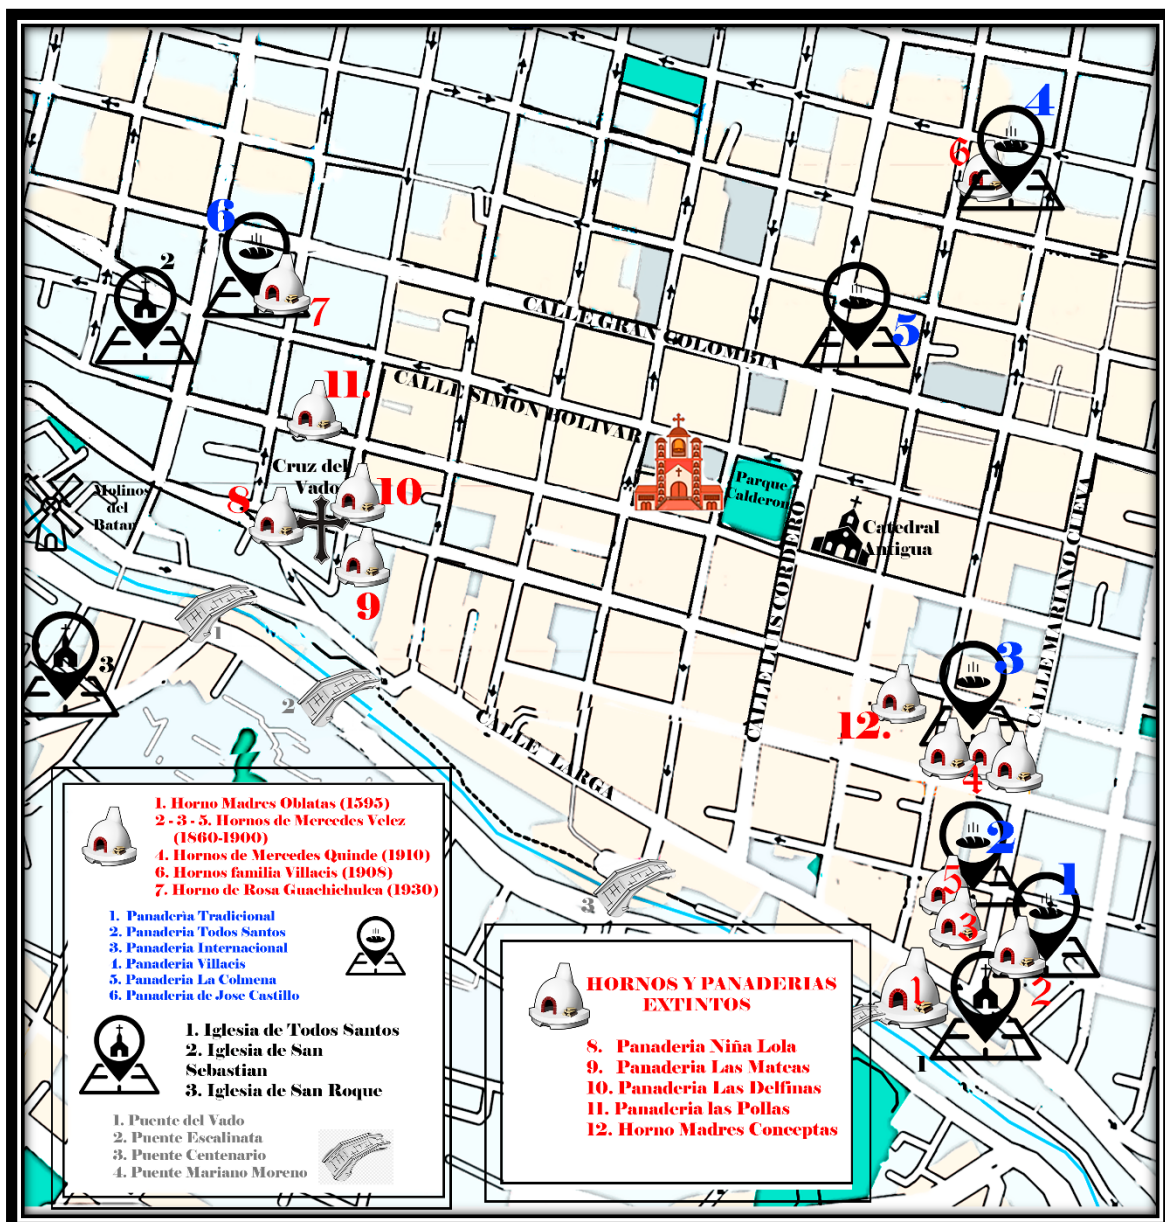 4
6
6
2
7
5
CALLE GRAN COLOMBIA
CALLE SIMON BOLIVAR
11.
Cruz del
Vado
10
8
9
Molinos
del
Batan
Parque
Calderon
Catedral
Antigua
CALLE LUIS CORDERO
CALLE MARIANO CUEVA
CALLE LARGA
1
2
3
3
3
12.
4
2
5
1
3
2
1
1
1. Horno Madres Oblatas (1595)
2 - 3 - 5. Hornos de Mercedes Velez
(1860-1900)
4. Hornos de Mercedes Quinde (1910)
6. Hornos familia Villacis (1908)
7. Horno de Rosa Guachichulca (1930)
1. Panaderìa Tradicional
2. Panaderia Todos Santos
3. Panaderia Internacional
4. Panaderia Villacis
5. Panaderia La Colmena
6. Panaderia de Jose Castillo
1. Iglesia de Todos Santos
2. Iglesia de San
Sebastian
3. Iglesia de San Roque
1. Puente del Vado
2. Puente Escalinata
3. Puente Centenario
4. Puente Mariano Moreno
HORNOS Y PANADERIAS
EXTINTOS
8. Panaderia Niña Lola
9. Panaderia Las Mateas
10. Panaderia Las Delfinas
11. Panaderia las Pollas
12. Horno Madres Conceptas